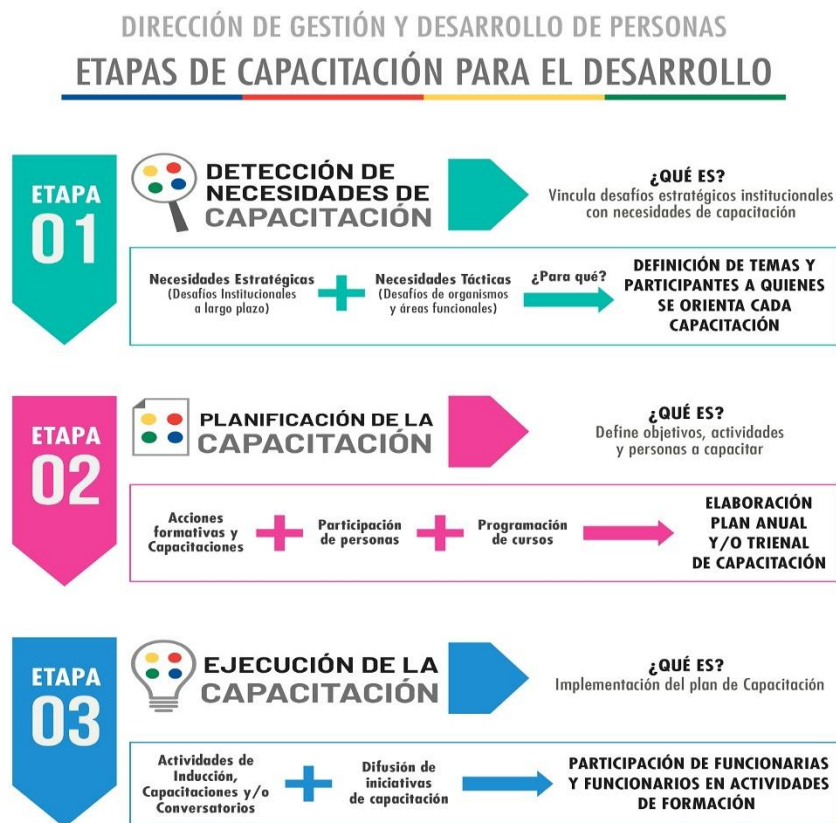 DIRECCIÓN DE GESTIÓN Y DESARROLLO DE PERSONAS
ETAPAS DE CAPACITACIÓN PARA EL DESARROLLO
ETAPA
01
DETECCIÓN DE
NECESIDADES DE
CAPACITACIÓN
¿QUÉ ES?
Vincula desafíos estratégicos institucionales
con necesidades de capacitación
Necesidades Estratégicas
(Desafíos Institucionales
a largo plazo)
Necesidades Tácticas
(Desafíos de organismos
y áreas funcionales)
¿Para qué?
DEFINICIÓN DE TEMAS Y
PARTICIPANTES A QUIENES
SE ORIENTA CADA
CAPACITACIÓN
ETAPA
02
PLANIFICACIÓN DE LA
CAPACITACIÓN
¿QUÉ ES?
Define objetivos, actividades
y personas a capacitar
Acciones
formativas y
Capacitaciones
Participación
de personas
Programación
de cursos
ELABORACIÓN
PLAN ANUAL
Y/O TRIENAL
DE CAPACITACIÓN
ETAPA
03
EJECUCIÓN DE LA
CAPACITACIÓN
¿QUÉ ES?
Implementación del plan de Capacitación
Actividades de
Inducción,
Capacitaciones y/o
Conversatorios
Difusión de
iniciativas
de capacitación
PARTICIPACIÓN DE FUNCIONARIAS
Y FUNCIONARIOS EN ACTIVIDADES
DE FORMACIÓN